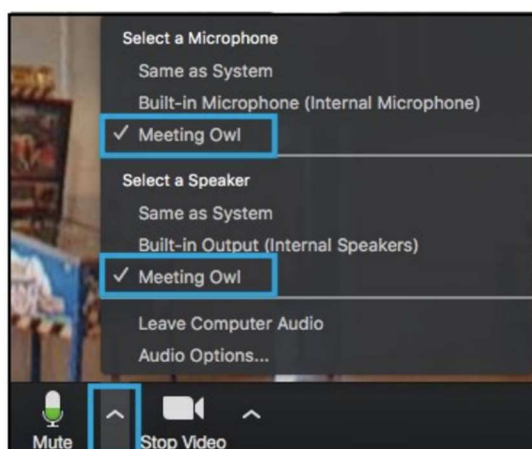 Select a Microphone
Same as System
Built-in Microphone (Internal Microphone)
✓ Meeting Owl
Select a Speaker
Same as System
Built-in Output (Internal Speakers)
✓ Meeting Owl
Leave Computer Audio
Audio Options...
Mute Stop Video